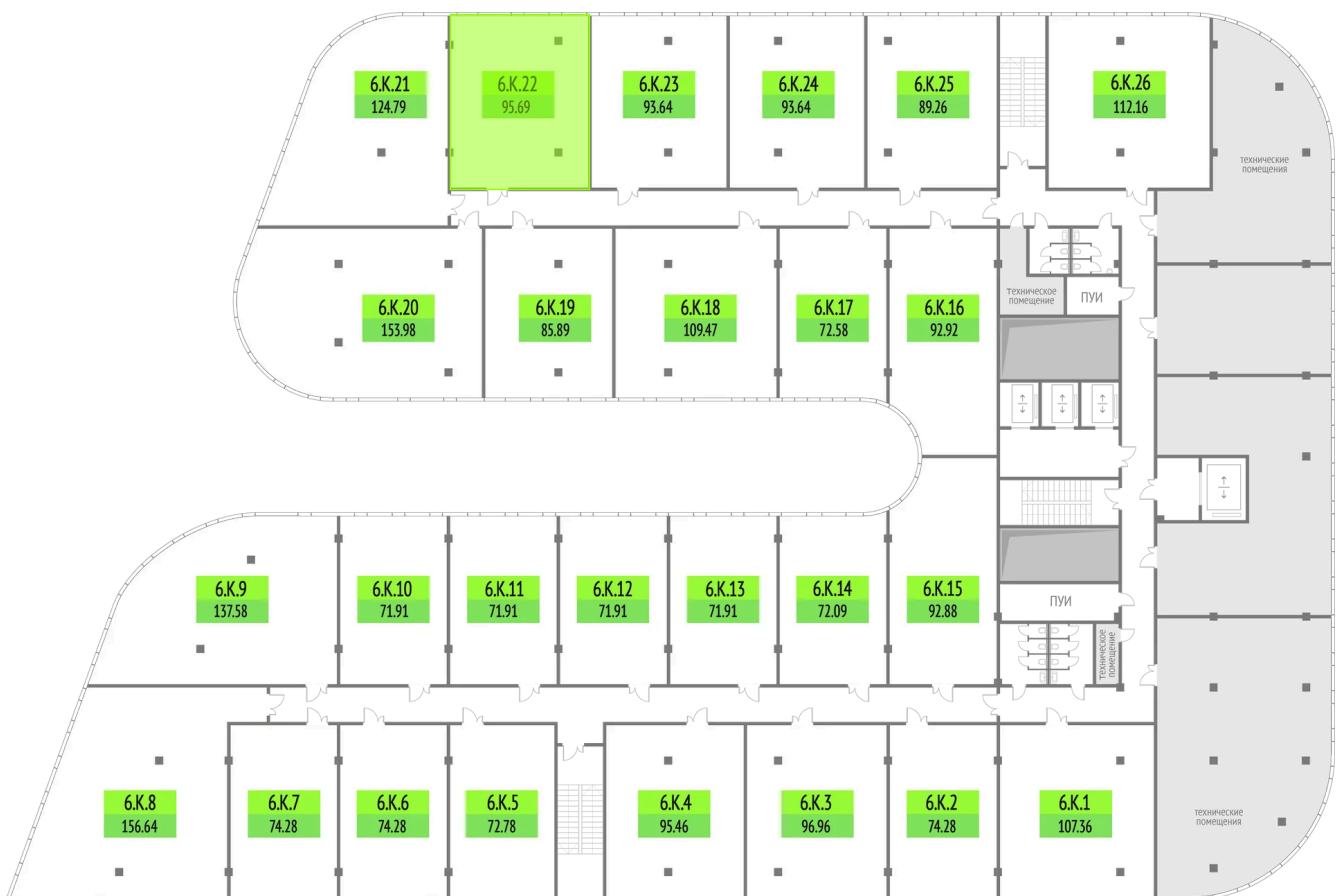 6.К.21
124.79
6.К.22
95.69
6.К.23
93.64
6.К.24
93.64
6.К.25
89.26
6.К.26
112.16
технические
помещения
6.К.20
153.98
6.К.19
85.89
6.К.18
109.47
6.К.17
72.58
6.К.16
92.92
техническое
помещение
ПУИ
6.К.9
137.58
6.К.10
71.91
6.К.11
71.91
6.К.12
71.91
6.К.13
71.91
6.К.14
72.09
6.К.15
92.88
ПУИ
техническое
помещение
6.К.8
156.64
6.К.7
74.28
6.К.6
74.28
6.К.5
72.78
6.К.4
95.46
6.К.3
96.96
6.К.2
74.28
6.К.1
107.36
технические
помещения